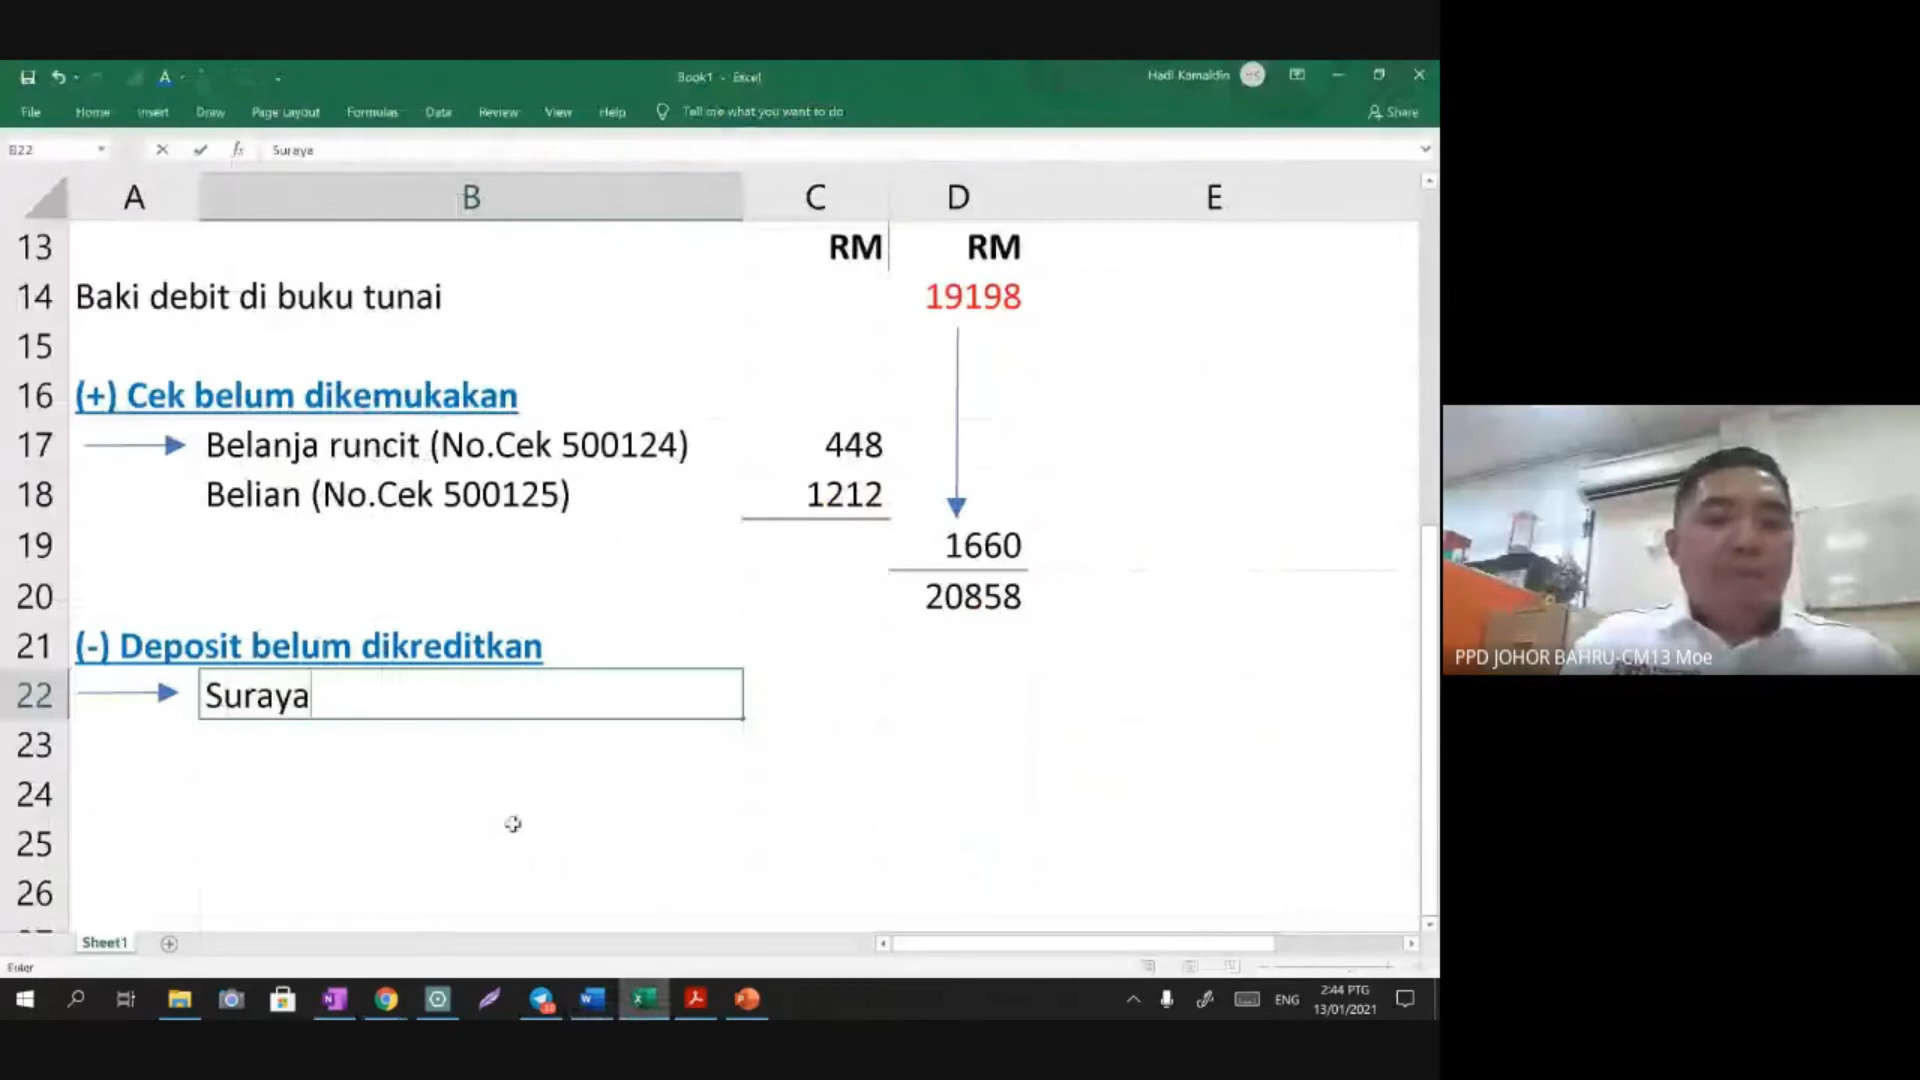 Book1 - Excel
Hadi Kamaldin
File Home Insert Draw Page Layout Formulas Data Review View Help Tell me what you want to do
Share
B22
fx Suraya
A B C D E
13 RM RM
14 Baki debit di buku tunai 19198
15
16 (+) Cek belum dikemukakan
17 Belanja runcit (No.Cek 500124) 448
18 Belian (No.Cek 500125) 1212
19 1660
20 20858
21 (-) Deposit belum dikreditkan
22 Suraya
23
24
25
26
Sheet1
Enter
ENG
2:44 PTG
13/01/2021
PPD JOHOR BAHRU-CM13 Moe